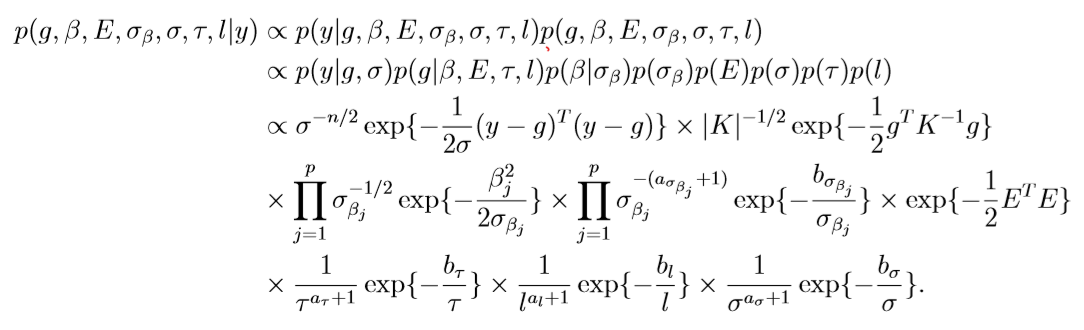 p(g, β, E, σ_β, σ, τ, l|y) ∝ p(y|g, β, E, σ_β, σ, τ, l)p(g, β, E, σ_β, σ, τ, l)
∝ p(y|g, σ)p(g|β, E, τ, l)p(β|σ_β)p(σ_β)p(E)p(σ)p(τ)p(l)
∝ σ^{-n/2} exp{-\frac{1}{2σ}(y - g)^T(y - g)} × |K|^{-1/2} exp{-\frac{1}{2}g^T K^{-1}g}
× ∏_{j=1}^{p} σ_{β_j}^{-1/2} exp{-\frac{β_j^2}{2σ_{β_j}}} × ∏_{j=1}^{p} σ_{β_j}^{-(a_{σ_{β_j}}+1)} exp{-\frac{b_{σ_{β_j}}}{σ_{β_j}}} × exp{-\frac{1}{2}E^T E}
× \frac{1}{τ^{a_τ+1}} exp{-\frac{b_τ}{τ}} × \frac{1}{l^{a_l+1}} exp{-\frac{b_l}{l}} × \frac{1}{σ^{a_σ+1}} exp{-\frac{b_σ}{σ}}.